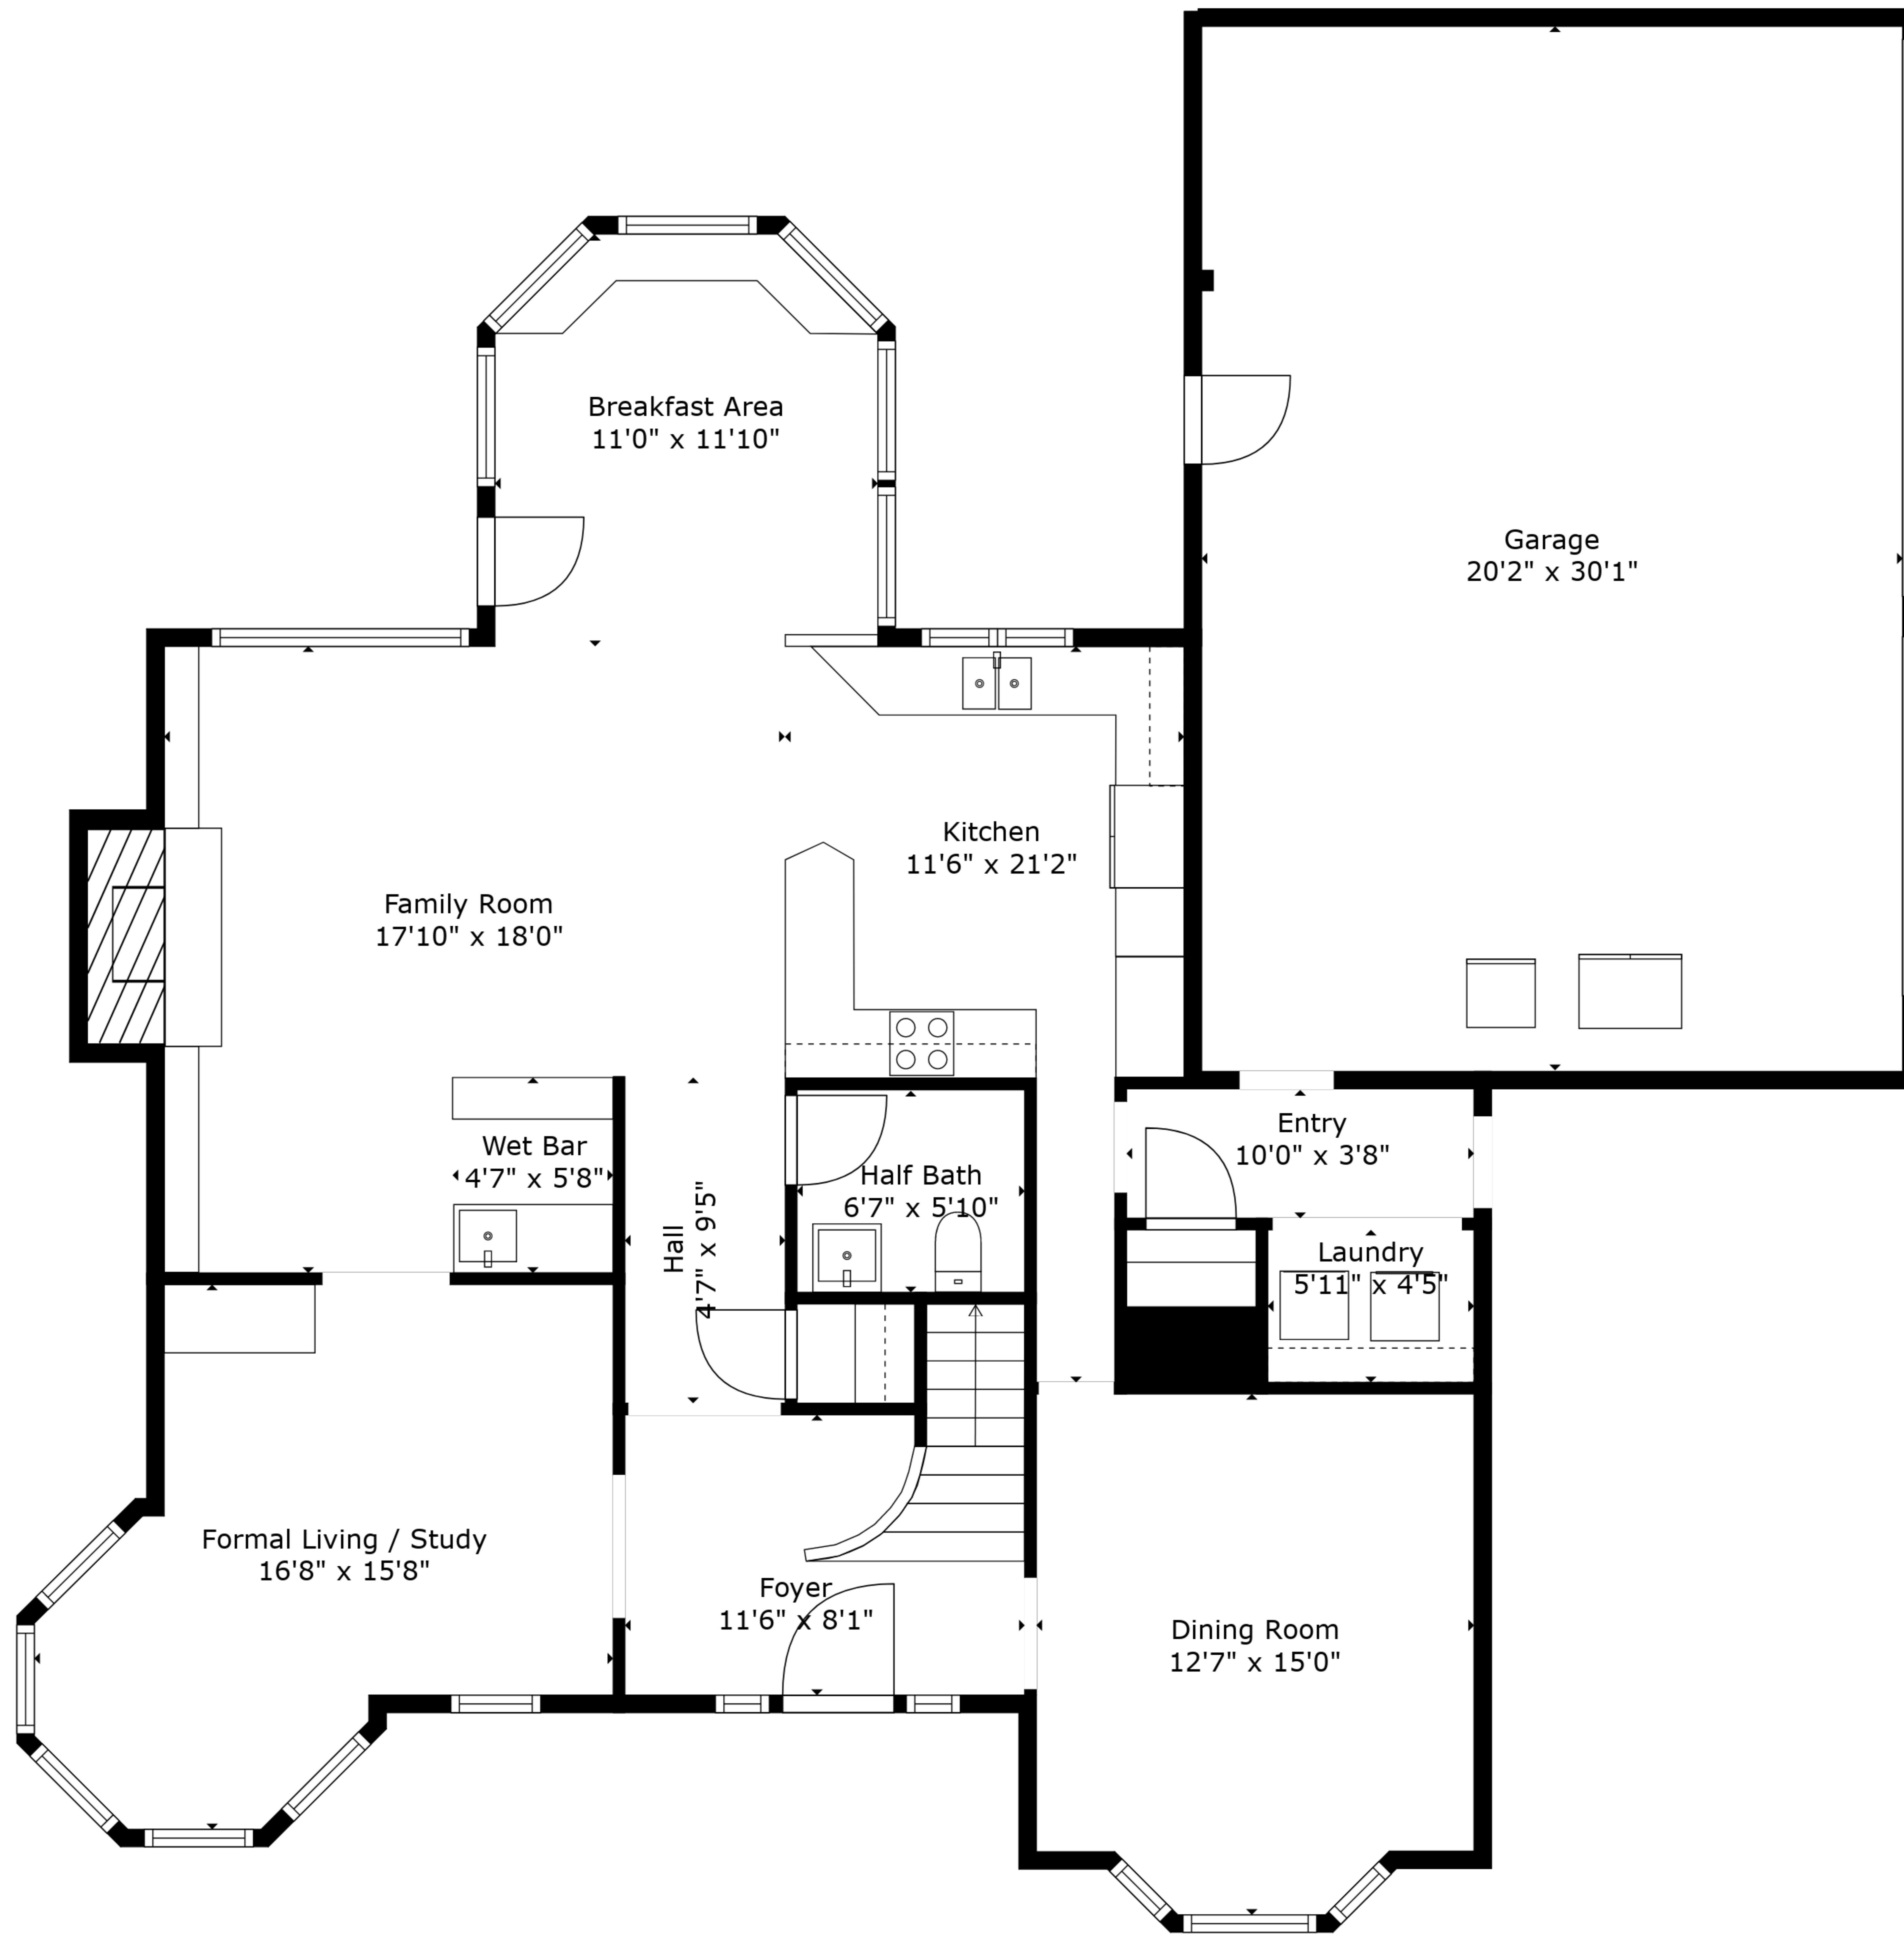 Breakfast Area
11'0" x 11'10"
Garage
20'2" x 30'1"
Kitchen
11'6" x 21'2"
Family Room
17'10" x 18'0"
Wet Bar
4'7" x 5'8"
Hall
4'7" x 9'5"
Half Bath
6'7" x 5'10"
Entry
10'0" x 3'8"
Laundry
5'11" x 4'5"
Formal Living / Study
16'8" x 15'8"
Foyer
11'6" x 8'1"
Dining Room
12'7" x 15'0"